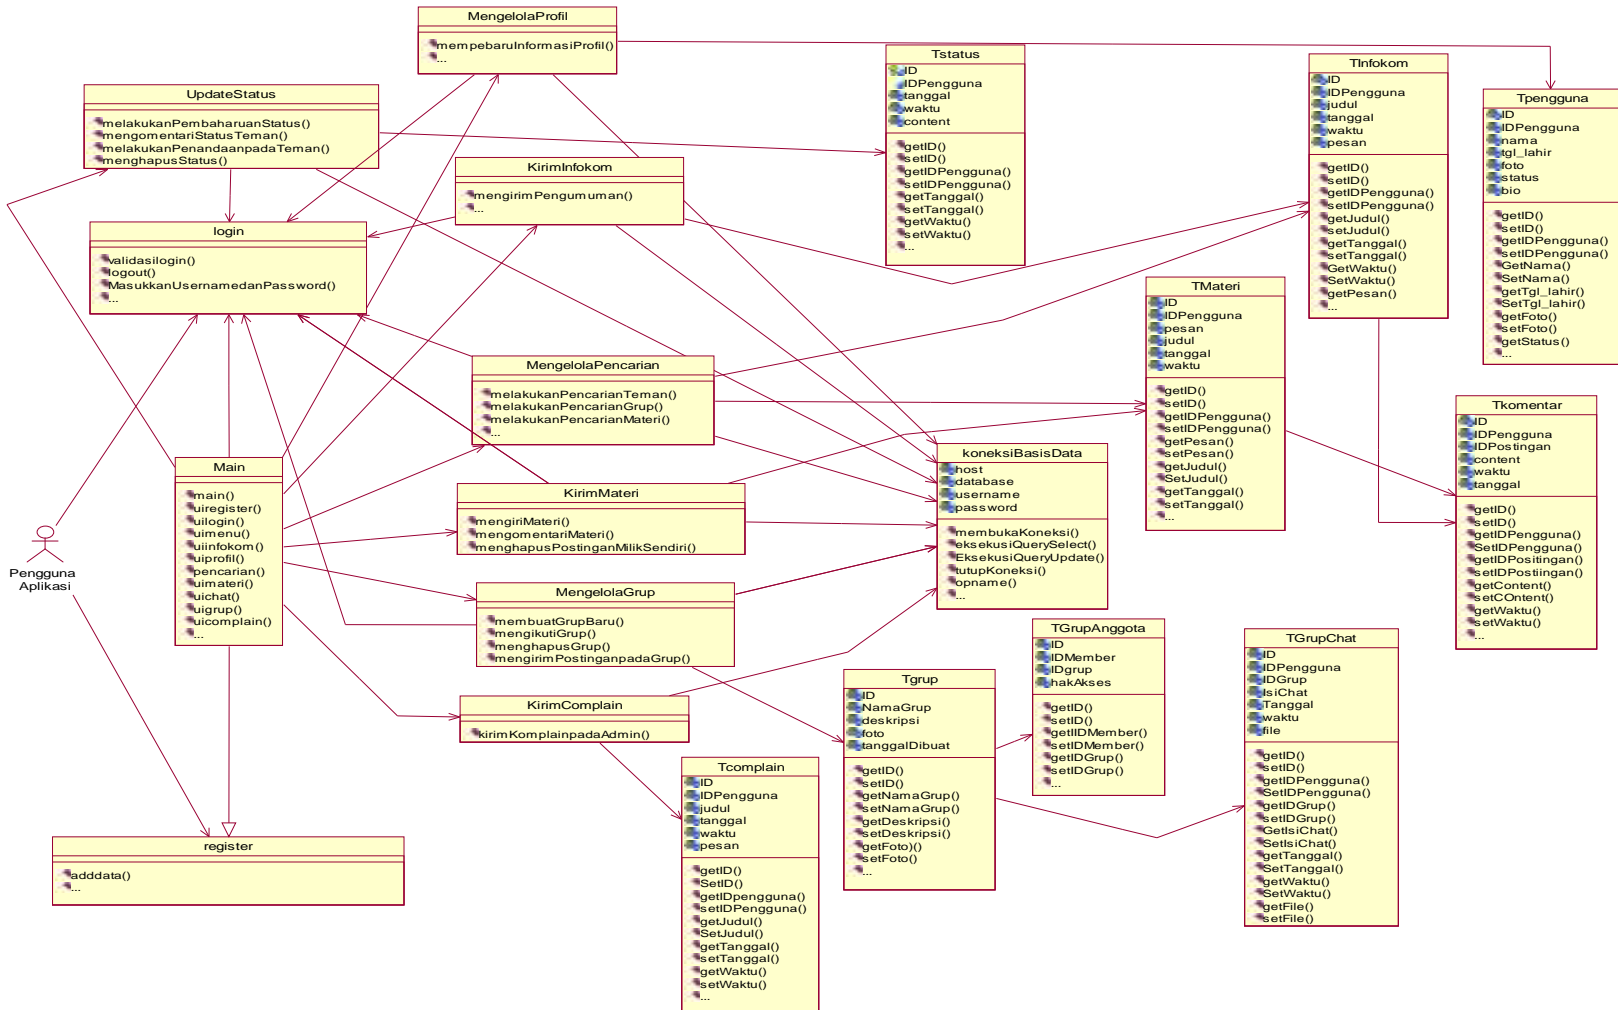 MengelolaProfil
mempebaruInformasiProfil()
...
UpdateStatus
melakukanPembaharuanStatus()
mengomentariStatusTeman()
melakukanPenandaanpadaTeman()
menghapusStatus()
Tstatus
ID
IDPengguna
tanggal
waktu
content
getID()
setID()
getIDPengguna()
setIDPengguna()
getTanggal()
setTanggal()
getWaktu()
setWaktu()
...
TInfokom
ID
IDPengguna
judul
tanggal
waktu
pesan
getID()
setID()
getIDPengguna()
setIDPengguna()
getJudul()
setJudul()
getTanggal()
setTanggal()
GetWaktu()
SetWaktu()
getPesan()
...
Tpengguna
ID
IDPengguna
nama
tgl_lahir
foto
status
bio
getID()
setID()
getIDPengguna()
setIDPengguna()
GetNama()
SetNama()
getTgl_lahir()
SetTgl_lahir()
getFoto()
setFoto()
getStatus()
...
KirimInfokom
mengirimPengumuman()
...
login
validasilogin()
logout()
MasukkanUsernamedanPassword()
...
TMateri
ID
IDPengguna
pesan
judul
tanggal
waktu
getID()
setID()
getIDPengguna()
setIDPengguna()
getPesan()
setPesan()
getJudul()
SetJudul()
getTanggal()
setTanggal()
...
MengelolaPencarian
melakukanPencarianTeman()
melakukanPencarianGrup()
melakukanPencarianMateri()
...
Tkomentar
ID
IDPengguna
IDPostingan
content
waktu
tanggal
getID()
setID()
getIDPengguna()
SetIDPengguna()
getIDPositingan()
setIDPostiingan()
getContent()
setCOntent()
getWaktu()
setWaktu()
...
koneksiBasisData
host
database
username
password
membukaKoneksi()
eksekusiQuerySelect()
EksekusiQueryUpdate()
tutupKoneksi()
opname()
...
Main
main()
uiregister()
uilogin()
uimenu()
uiinfokom()
uiprofil()
pencarian()
uimateri()
uichat()
uigrup()
uicomplain()
...
KirimMateri
mengiriMateri()
mengomentariMateri()
menghapusPostinganMilikSendiri()
Pengguna
Aplikasi
MengelolaGrup
membuatGrupBaru()
mengikutiGrup()
menghapusGrup()
mengirimPostinganpadaGrup()
TGrupAnggota
ID
IDMember
IDgrup
hakAkses
getID()
setID()
getIIDMember()
setIDMember()
getIDGrup()
setIDGrup()
...
TGrupChat
ID
IDPengguna
IDGrup
IsiChat
Tanggal
waktu
file
getID()
setID()
getIDPengguna()
SetIDPengguna()
getIDGrup()
setIDGrup()
GetIsiChat()
SetIsiChat()
getTanggal()
SetTanggal()
getWaktu()
SetWaktu()
getFile()
setFile()
Tgrup
ID
NamaGrup
deskripsi
foto
tanggalDibuat
getID()
setID()
getNamaGrup()
setNamaGrup()
getDeskripsi()
setDeskripsi()
getFoto)()
setFoto()
...
KirimComplain
kirimKomplainpadaAdmin()
Tcomplain
ID
IDPengguna
judul
tanggal
waktu
pesan
getID()
SetID()
getIDpengguna()
setIDPengguna()
getJudul()
SetJudul()
getTanggal()
setTanggal()
getWaktu()
setWaktu()
...
register
adddata()
...